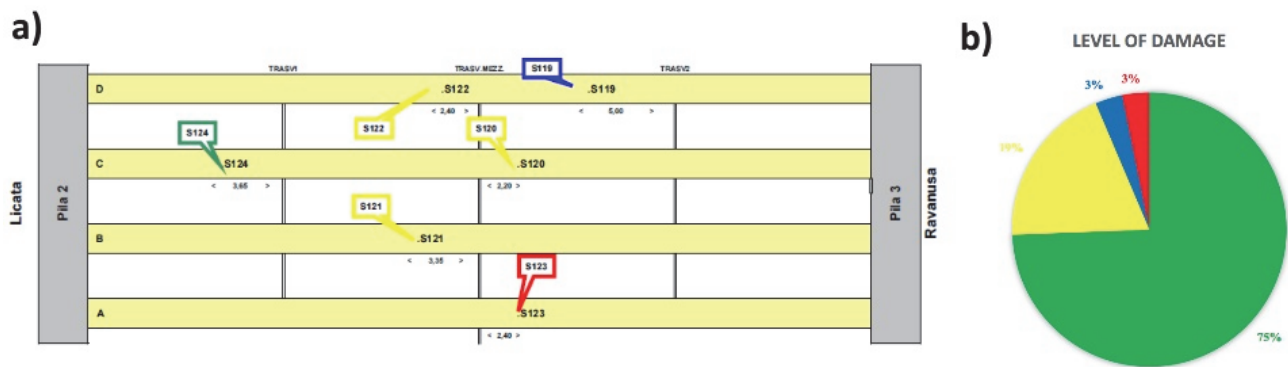 a)
TRASV1
TRASV.MEZZ.
S119
TRASV2
D
.S122
.S119
< 2,40 >
< 5,00 >
S122
S120
S124
C
.S124
.S120
< 3,65 >
< 2,20 >
S121
B
.S121
< 3,35 >
S123
A
.S123
< 2,40 >
Licata
Pila 2
Pila 3
Ravanusa
b)
LEVEL OF DAMAGE
3%
3%
19%
75%